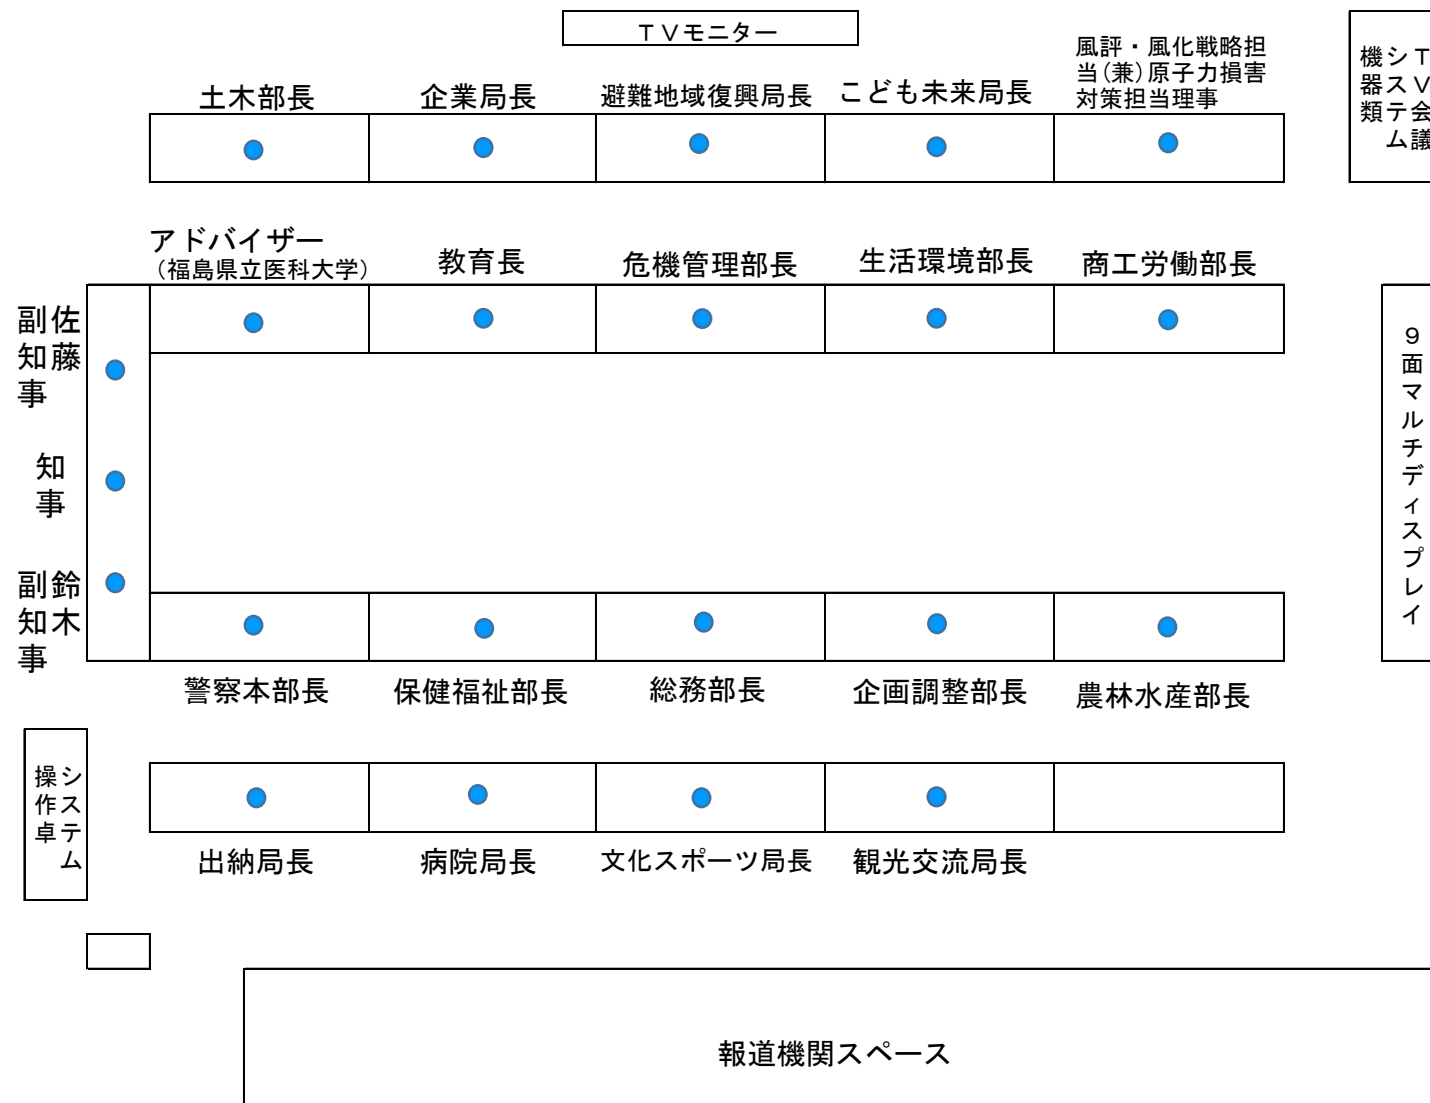 ＴＶモニター
風評・風化戦略担
当(兼)原子力損害
対策担当理事
土木部長
企業局長
避難地域復興局長
こども未来局長
ＴＶ会議
システム
機器類
アドバイザー
（福島県立医科大学）
教育長
危機管理部長
生活環境部長
商工労働部長
佐藤
副知事
知事
鈴木
副知事
９面マルチディスプレイ
警察本部長
保健福祉部長
総務部長
企画調整部長
農林水産部長
システム
操作卓
出納局長
病院局長
文化スポーツ局長
観光交流局長
報道機関スペース